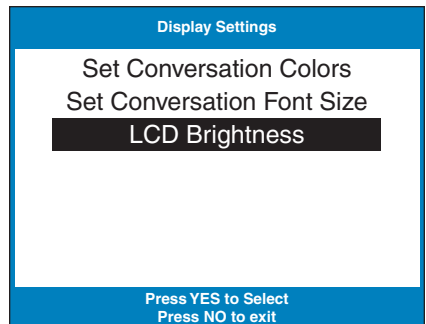 Display Settings
Set Conversation Colors
Set Conversation Font Size
LCD Brightness
Press YES to Select
Press NO to exit